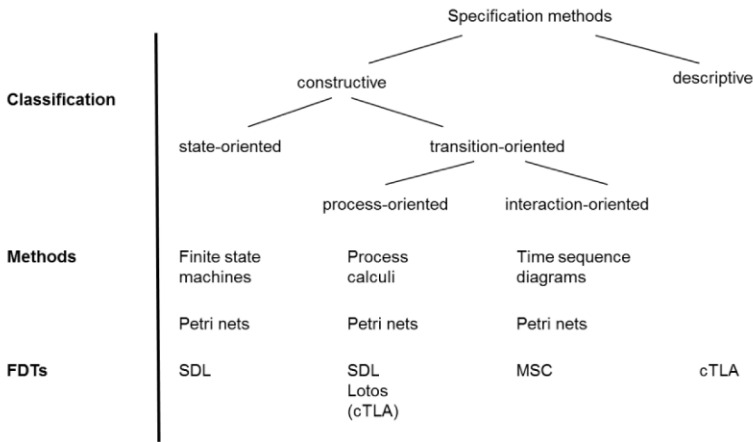 Specification methods
Classification
constructive
descriptive
state-oriented
transition-oriented
process-oriented
interaction-oriented
Methods
Finite state
machines
Process
calculi
Time sequence
diagrams
Petri nets
Petri nets
Petri nets
FDTs
SDL
SDL
Lotos
(cTLA)
MSC
cTLA